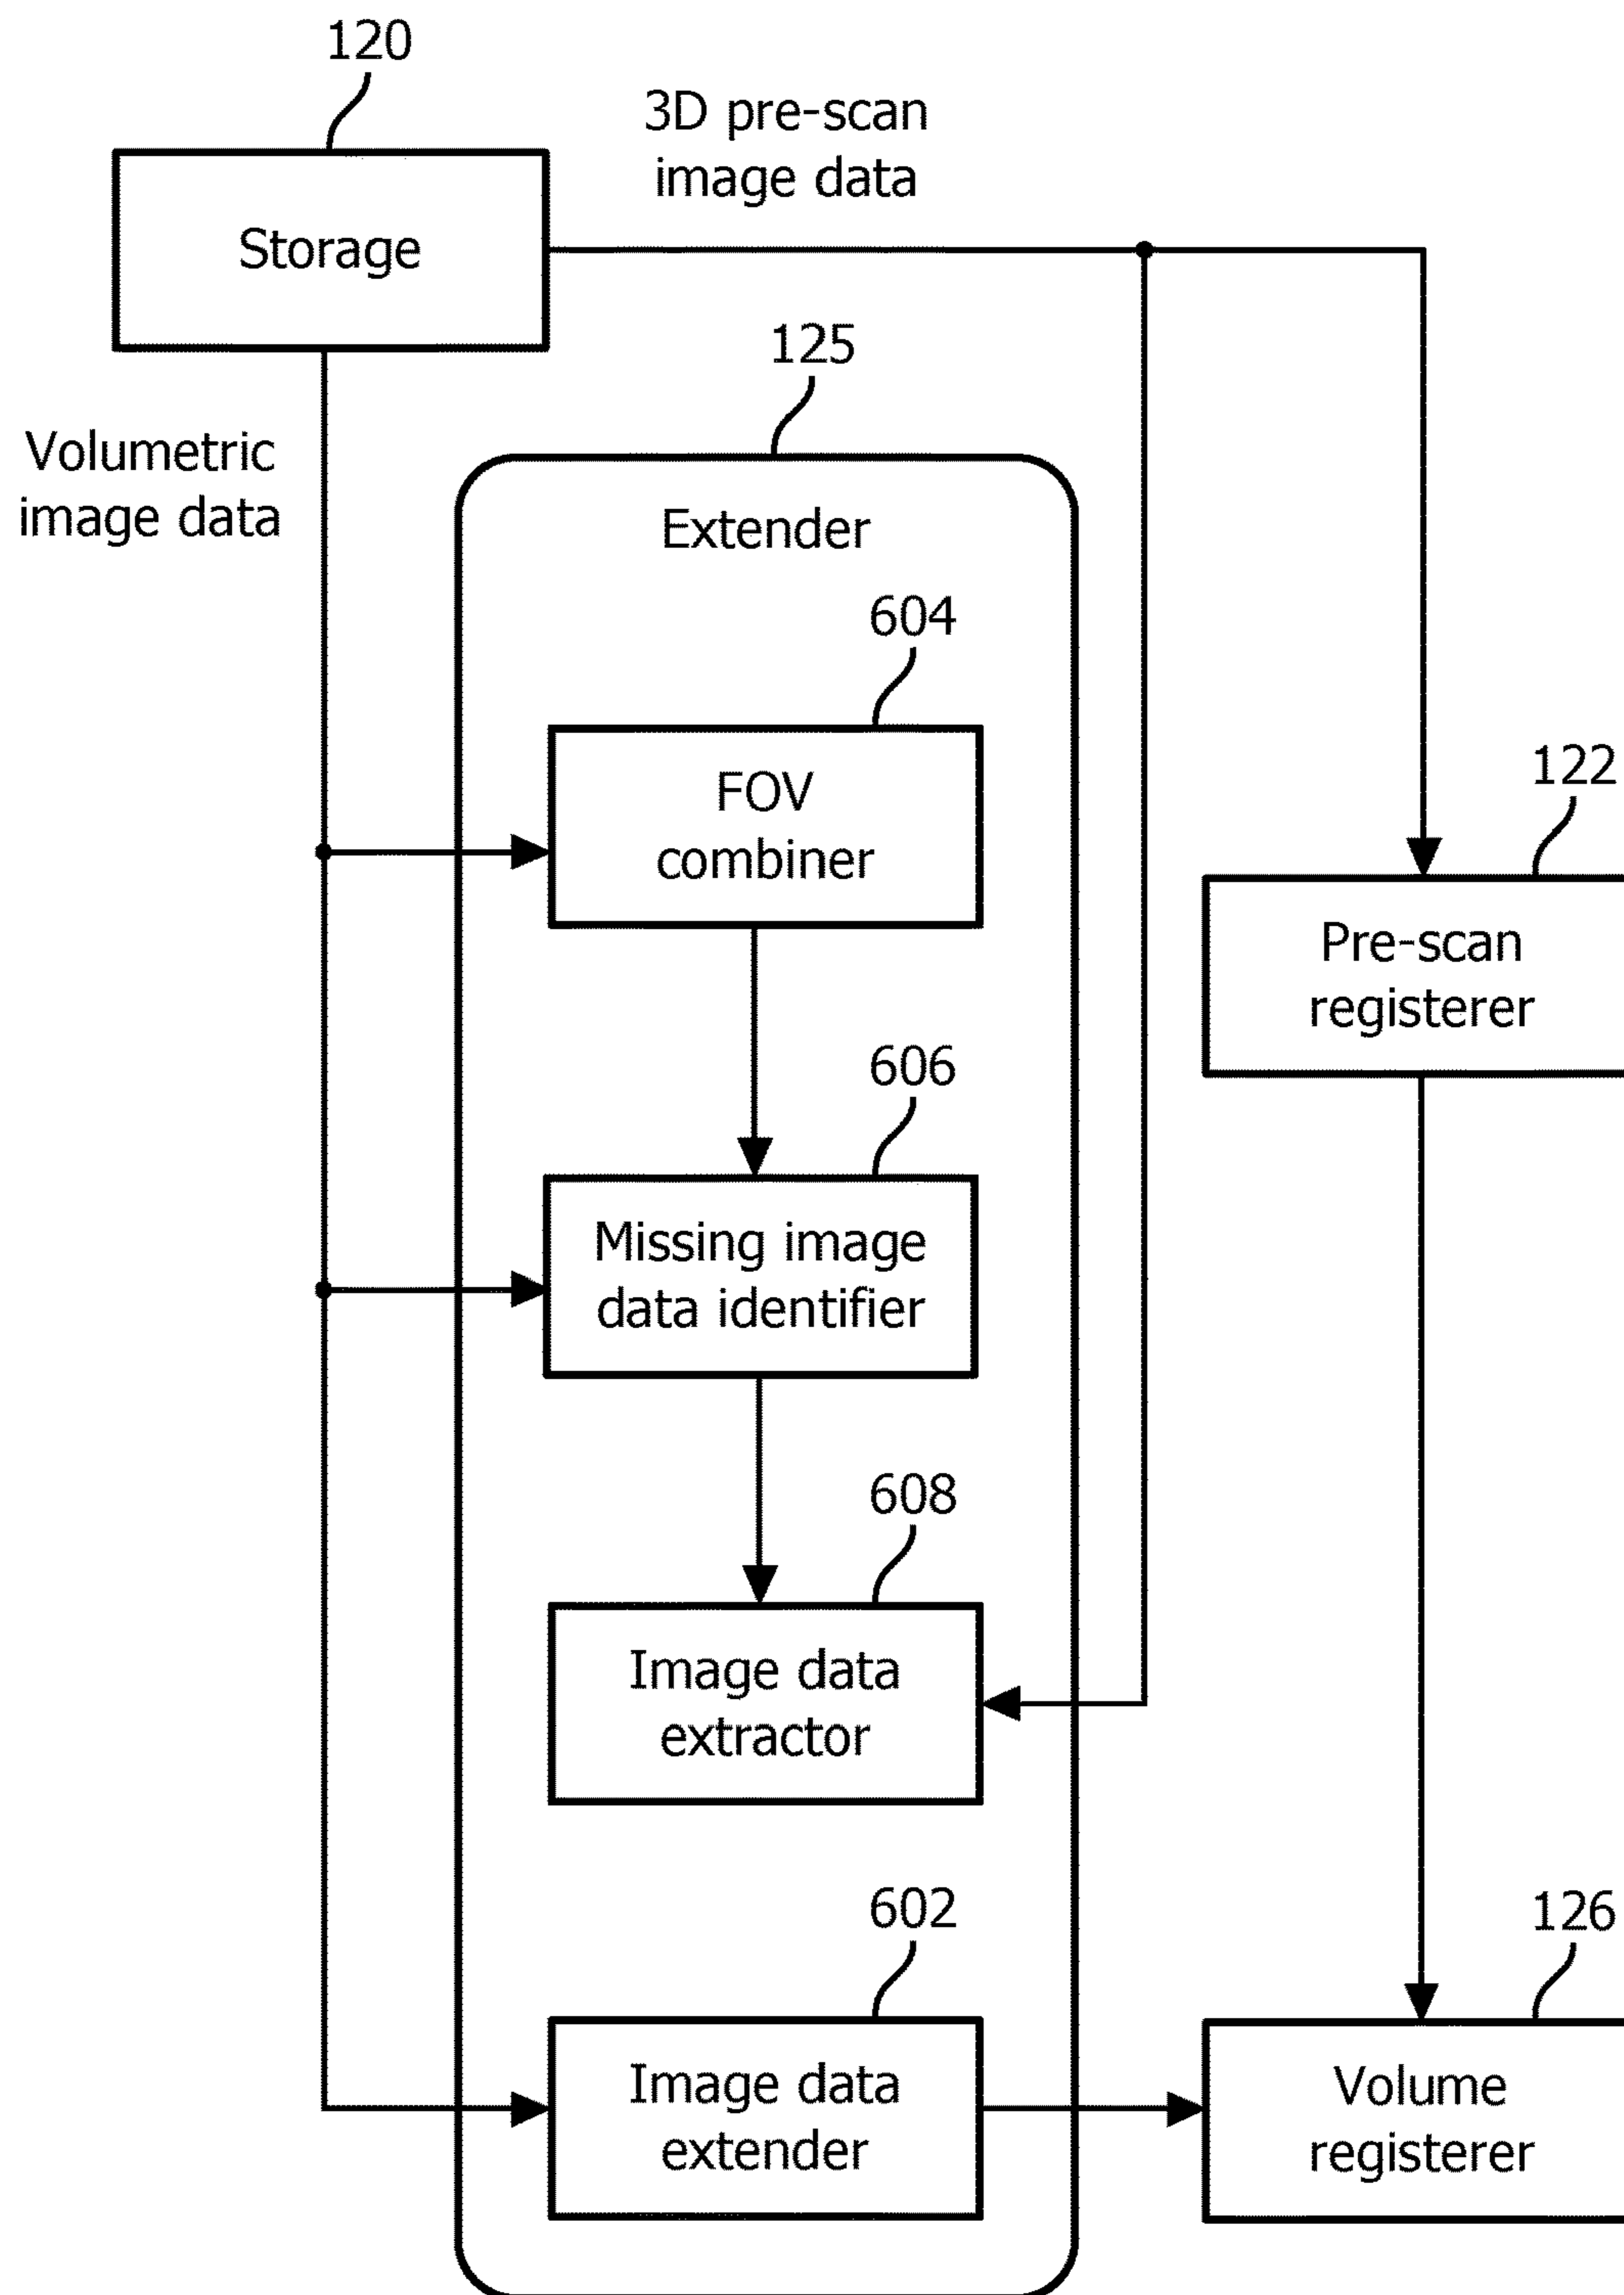 120
3D pre-scan
image data
Storage
125
Volumetric
image data
Extender
604
FOV
combiner
122
Pre-scan
registerer
606
Missing image
data identifier
608
Image data
extractor
602
Image data
extender
126
Volume
registerer